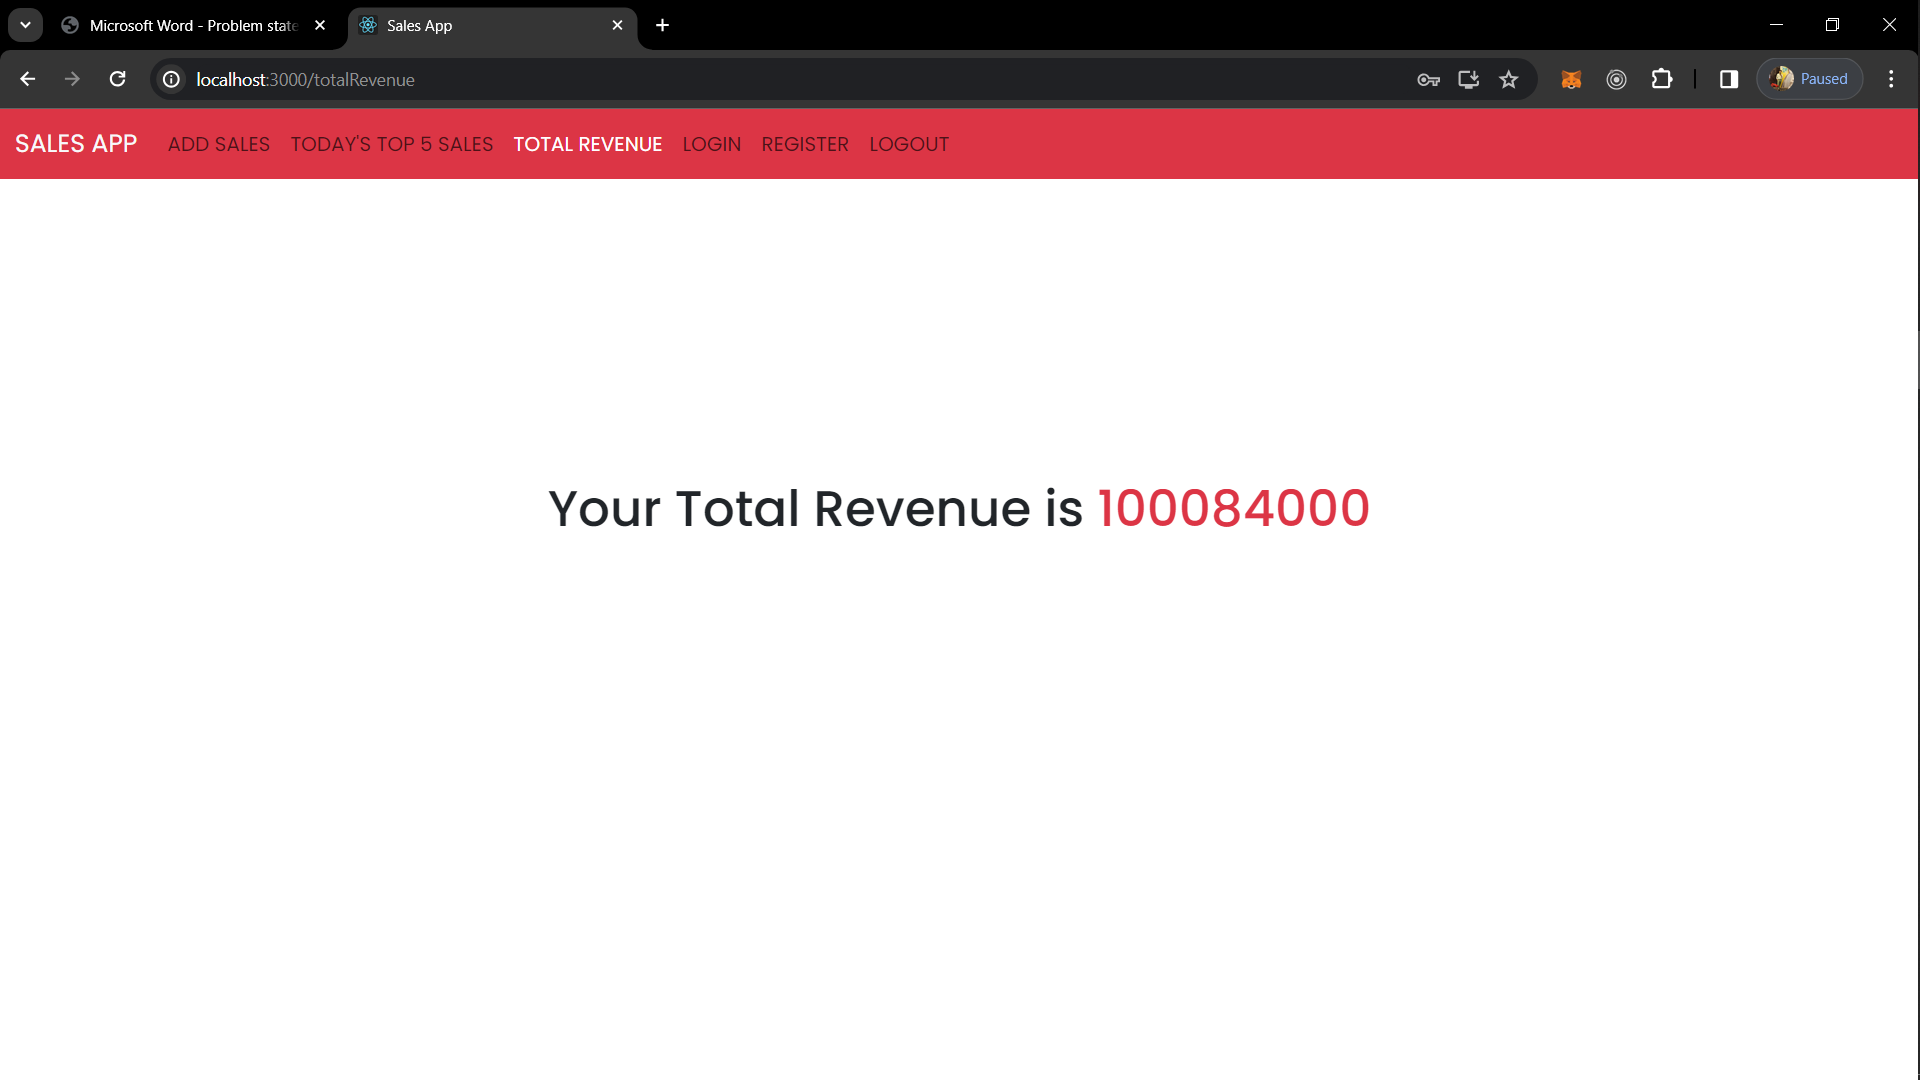 Microsoft Word - Problem state
Sales App
localhost:3000/totalRevenue
Paused
SALES APP ADD SALES TODAY'S TOP 5 SALES TOTAL REVENUE LOGIN REGISTER LOGOUT
Your Total Revenue is 100084000